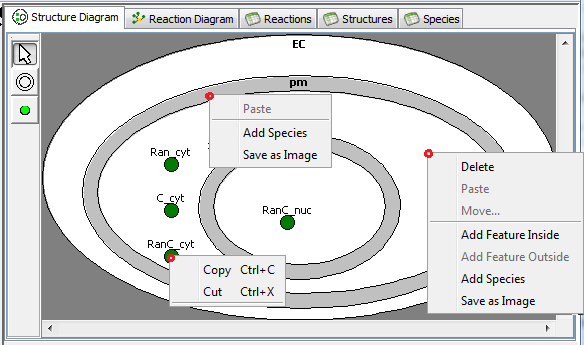 Structure Diagram Reaction Diagram Reactions Structures Species
EC
pm
Paste
Add Species
Save as Image
Ran_cyt
C_cyt
RanC_cyt
RanC_nuc
Copy Ctrl+C
Cut Ctrl+X
Delete
Paste
Move...
Add Feature Inside
Add Feature Outside
Add Species
Save as Image